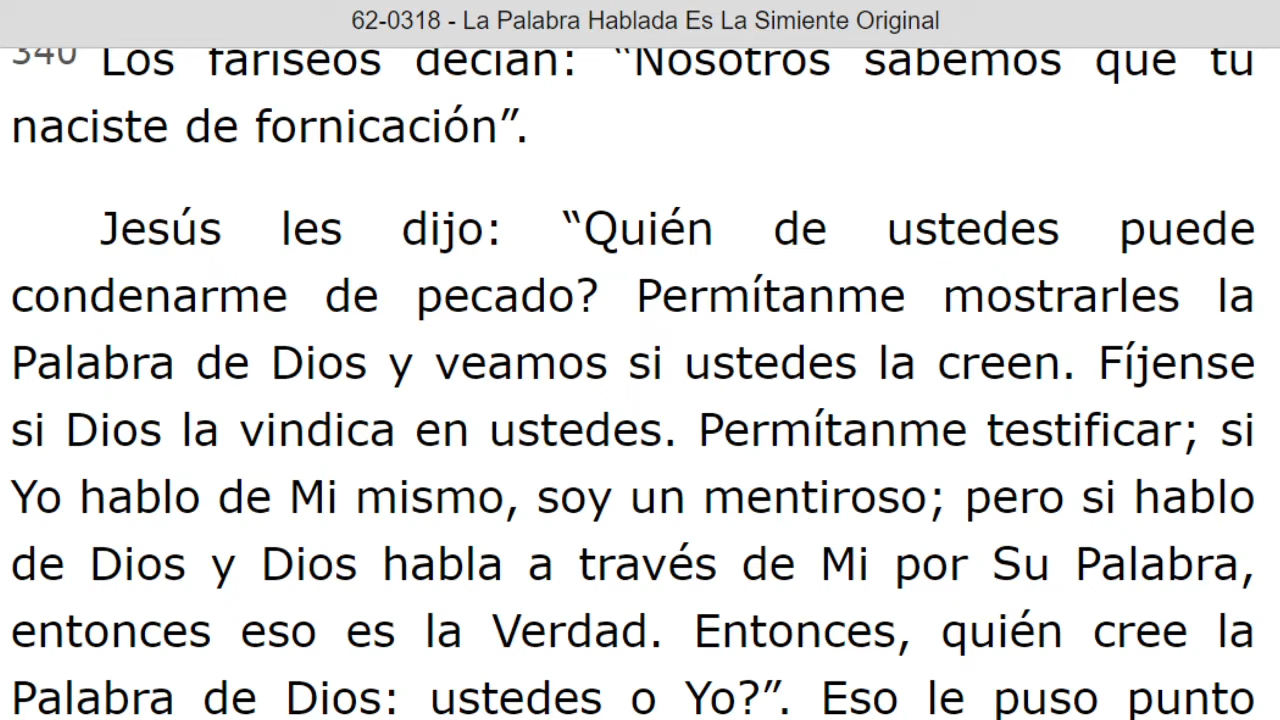 62-0318 - La Palabra Hablada Es La Simiente Original
340 Los fariseos decían: “Nosotros sabemos que tu
naciste de fornicación”.
Jesús les dijo: “Quién de ustedes puede
condenarme de pecado? Permítanme mostrarles la
Palabra de Dios y veamos si ustedes la creen. Fíjense
si Dios la vindica en ustedes. Permítanme testificar; si
Yo hablo de Mi mismo, soy un mentiroso; pero si hablo
de Dios y Dios habla a través de Mi por Su Palabra,
entonces eso es la Verdad. Entonces, quién cree la
Palabra de Dios: ustedes o Yo?”. Eso le puso punto